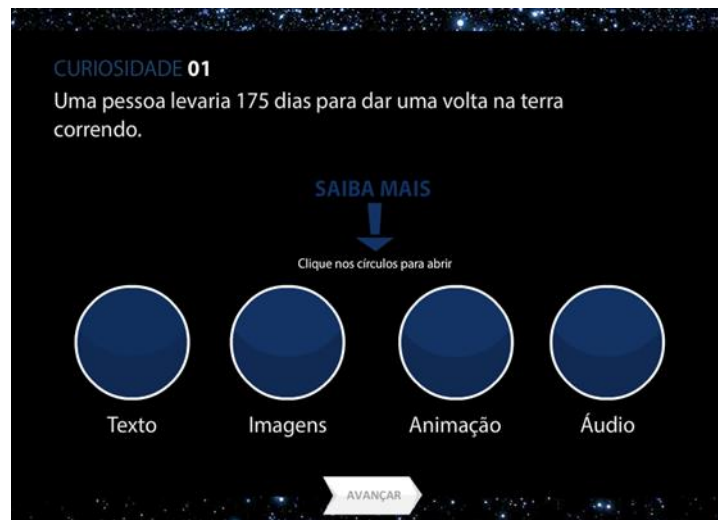 CURIOSIDADE 01
Uma pessoa levaria 175 dias para dar uma volta na terra
correndo.
SAIBA MAIS
Clique nos círculos para abrir
Texto
Imagens
Animação
Áudio
AVANÇAR